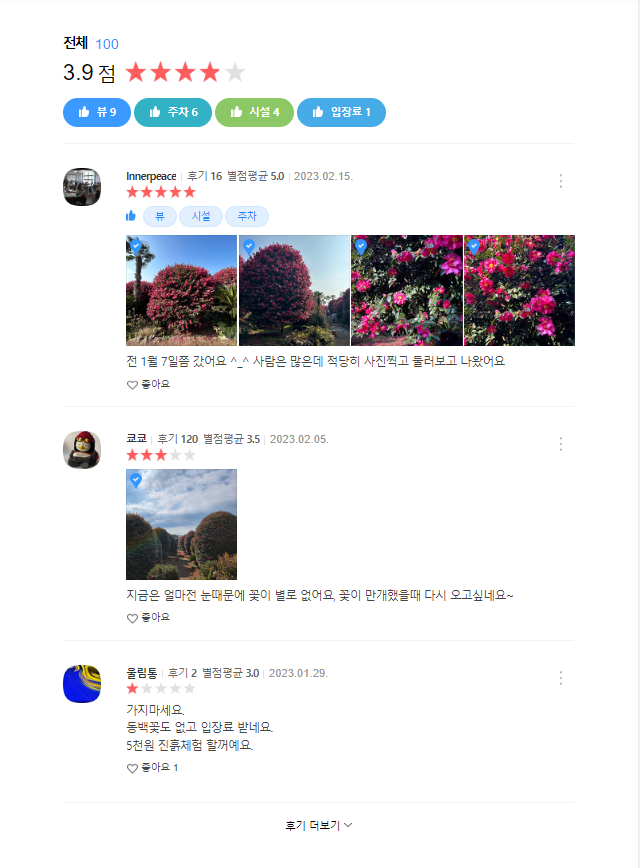 전체 100
3.9 점
뷰 9 주차 6 시설 4 입장료 1
Innerpeace 후기 16 별점평균 5.0 2023.02.15.
뷰 시설 주차
전 1월 7일쯤 갔어요 ^_^ 사람은 많은데 적당히 사진찍고 둘러보고 나왔어요
좋아요
쿄쿄 후기 120 별점평균 3.5 2023.02.05.
지금은 얼마전 눈때문에 꽃이 별로 없어요, 꽃이 만개했을때 다시 오고싶네요~
좋아요
울림통 후기 2 별점평균 3.0 2023.01.29.
가지마세요.
동백꽃도 없고 입장료 받네요.
5천원 진흙체험 할꺼예요.
좋아요 1
후기 더보기